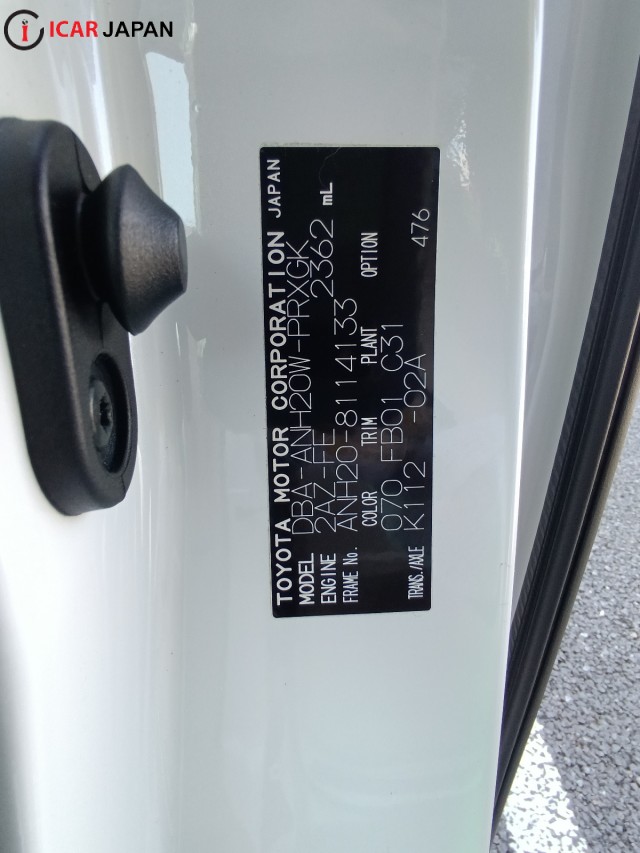 ICAR JAPAN
TOYOTA MOTOR CORPORATION JAPAN
MODEL DBA-ANH20W-PRXGK
ENGINE 2AZ-FE 2362 mL
FRAME No. ANH20-8114133
COLOR TRIM PLANT OPTION
070 FB01 C31
TRANS./AXLE K112 -02A 476